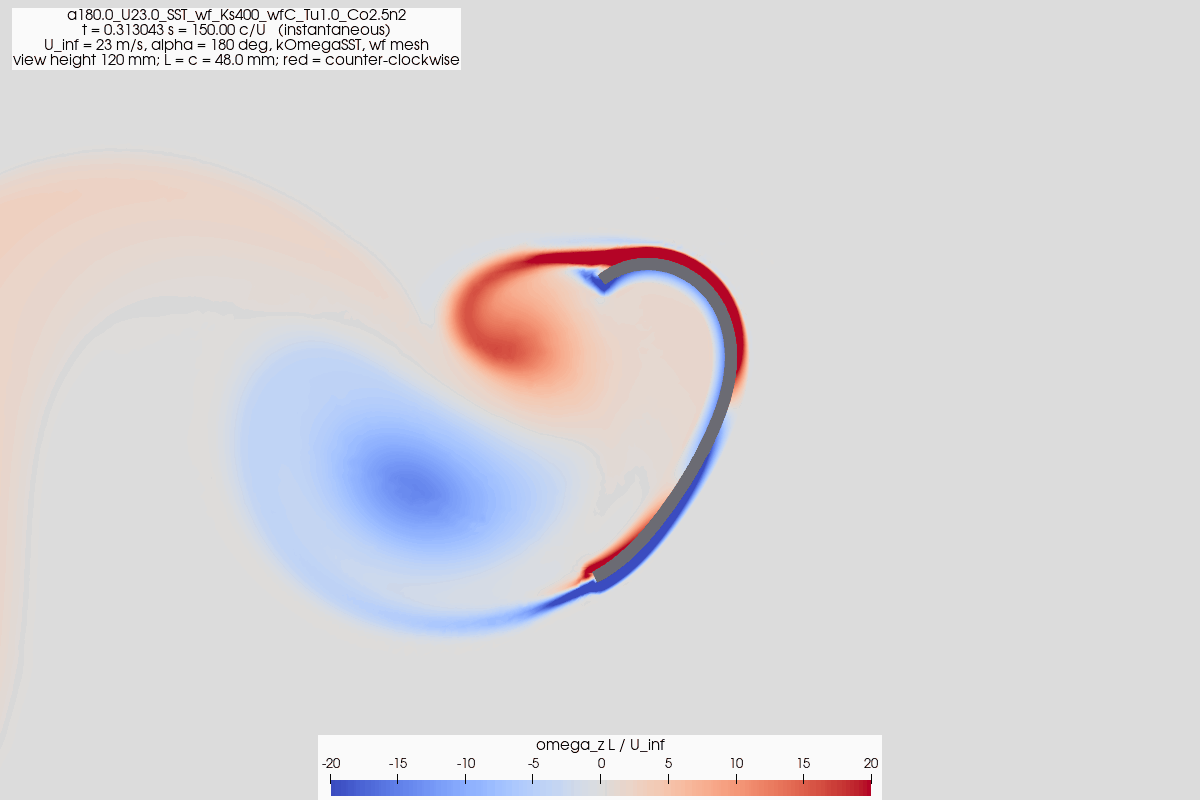 a180.0_U23.0_SST_wf_Ks400_wfC_Tu1.0_Co2.5n2
t = 0.313043 s = 150.00 c/U (instantaneous)
U_inf = 23 m/s, alpha = 180 deg, kOmegaSST, wf mesh
view height 120 mm; L = c = 48.0 mm; red = counter-clockwise
omega_z L / U_inf
-20 -15 -10 -5 0 5 10 15 20